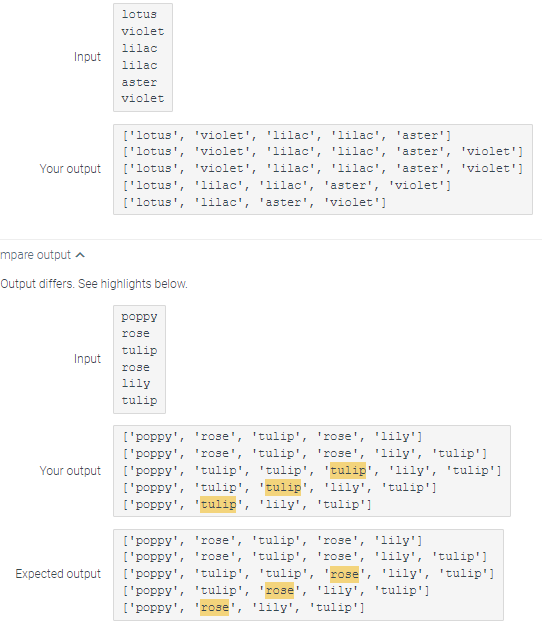 Input
lotus
violet
lilac
lilac
aster
violet
Your output
['lotus', 'violet', 'lilac', 'lilac', 'aster']
['lotus', 'violet', 'lilac', 'lilac', 'aster', 'violet']
['lotus', 'violet', 'lilac', 'lilac', 'aster', 'violet']
['lotus', 'lilac', 'lilac', 'aster', 'violet']
['lotus', 'lilac', 'aster', 'violet']
mpare output
Output differs. See highlights below.
Input
poppy
rose
tulip
rose
lily
tulip
Your output
['poppy', 'rose', 'tulip', 'rose', 'lily']
['poppy', 'rose', 'tulip', 'rose', 'lily', 'tulip']
['poppy', 'tulip', 'tulip', 'tulip', 'lily', 'tulip']
['poppy', 'tulip', 'tulip', 'lily', 'tulip']
['poppy', 'tulip', 'lily', 'tulip']
Expected output
['poppy', 'rose', 'tulip', 'rose', 'lily']
['poppy', 'rose', 'tulip', 'rose', 'lily', 'tulip']
['poppy', 'tulip', 'tulip', 'rose', 'lily', 'tulip']
['poppy', 'tulip', 'rose', 'lily', 'tulip']
['poppy', 'rose', 'lily', 'tulip']